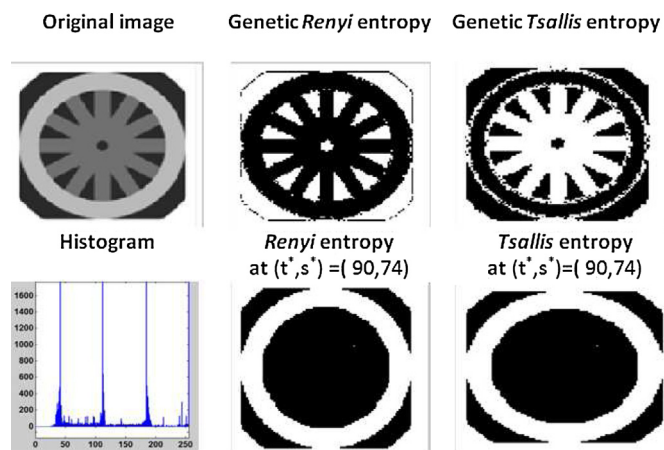 Original image
Genetic Renyi entropy
Genetic Tsallis entropy
Histogram
Renyi entropy
at (t*,s*) =( 90,74)
Tsallis entropy
at (t*,s*)=( 90,74)
1600
1400
1200
1000
800
600
400
200
0
0 50 100 150 200 250